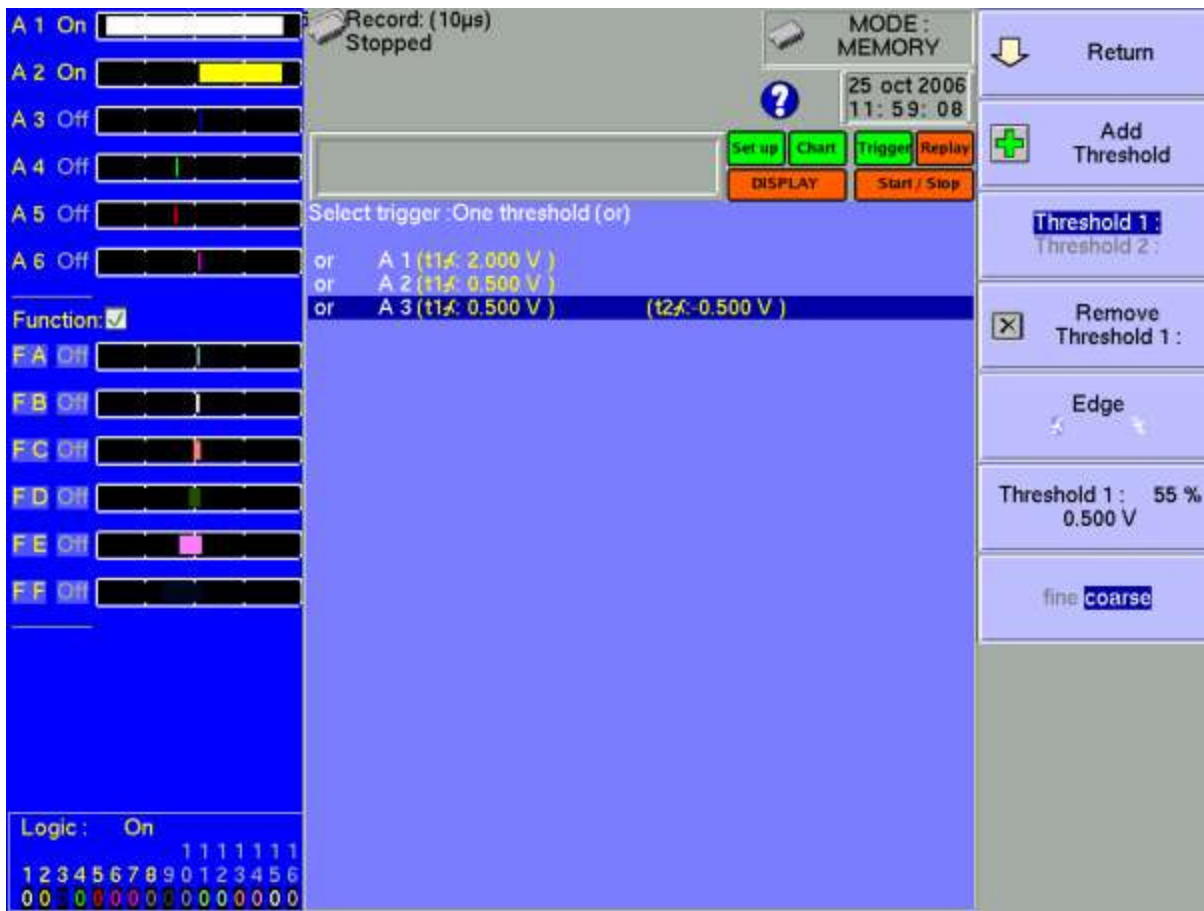 A 1 On
A 2 On
A 3 Off
A 4 Off
A 5 Off
A 6 Off
Function:
F A Off
F B Off
F C Off
F D Off
F E Off
F F Off
Logic : On
1 1 1 1 1 1 1
1 2 3 4 5 6 7 8 9 0 1 2 3 4 5 6
0 0 0 0 0 0 0 0 0 0 0 0 0 0 0 0
Record: (10µs)
Stopped
MODE :
MEMORY
25 oct 2006
11: 59: 08
Set up Chart Trigger Replay
DISPLAY Start / Stop
Select trigger :One threshold (or)
or A 1 (t1: 2.000 V )
or A 2 (t1: 0.500 V )
or A 3 (t1: 0.500 V ) (t2:-0.500 V )
Return
Add
Threshold
Threshold 1 :
Threshold 2 :
Remove
Threshold 1 :
Edge
Threshold 1 : 55 %
0.500 V
fine coarse